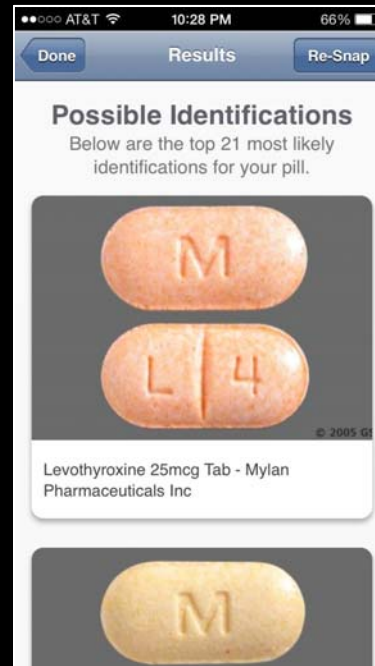 AT&T 10:28 PM 66%
Done Results Re-Snap
Possible Identifications
Below are the top 21 most likely
identifications for your pill.
M
L 4
© 2005 GS
Levothyroxine 25mcg Tab - Mylan
Pharmaceuticals Inc
M